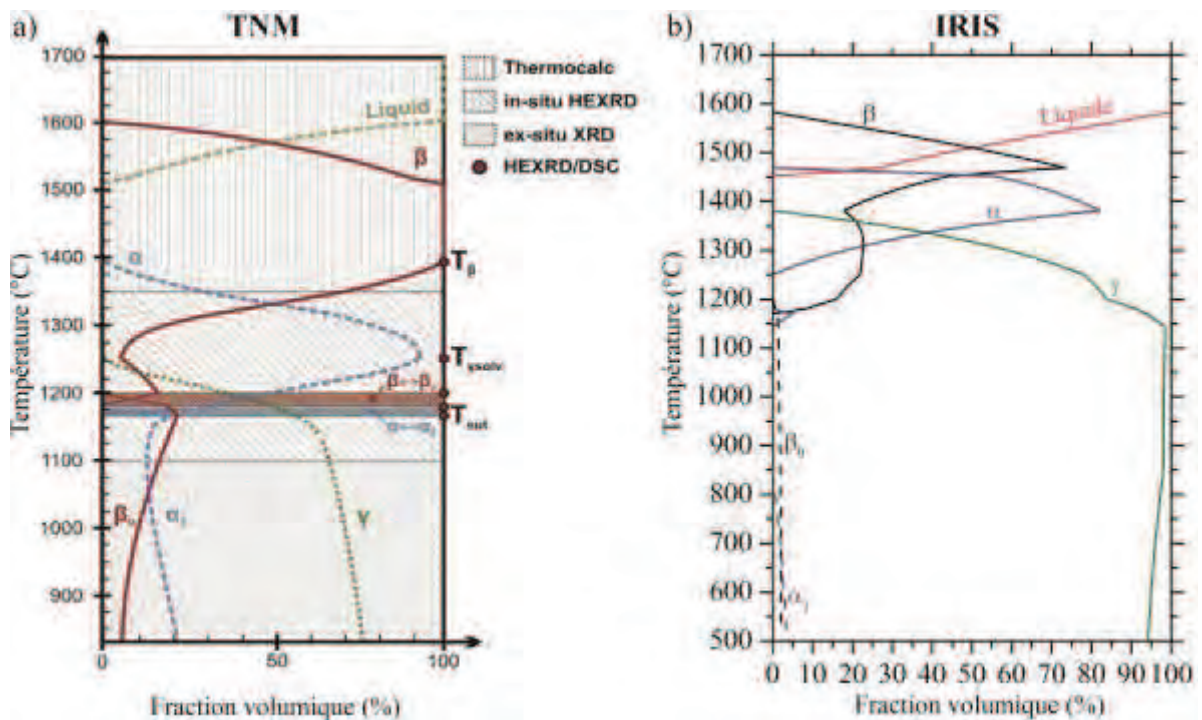 a)
TNM
1700
1600
1500
1400
1300
1200
1100
1000
900
Température (°C)
0
50
100
Fraction volumique (%)
Liquid
β
α
Tβ
Tγsolv
Teut
β₀
α₂
γ
Thermocalc
in-situ HEXRD
ex-situ XRD
HEXRD/DSC
b)
IRIS
1700
1600
1500
1400
1300
1200
1100
1000
900
800
700
600
500
Température (°C)
0 10 20 30 40 50 60 70 80 90 100
Fraction volumique (%)
β
Liquide
α
γ
β₀
α₂